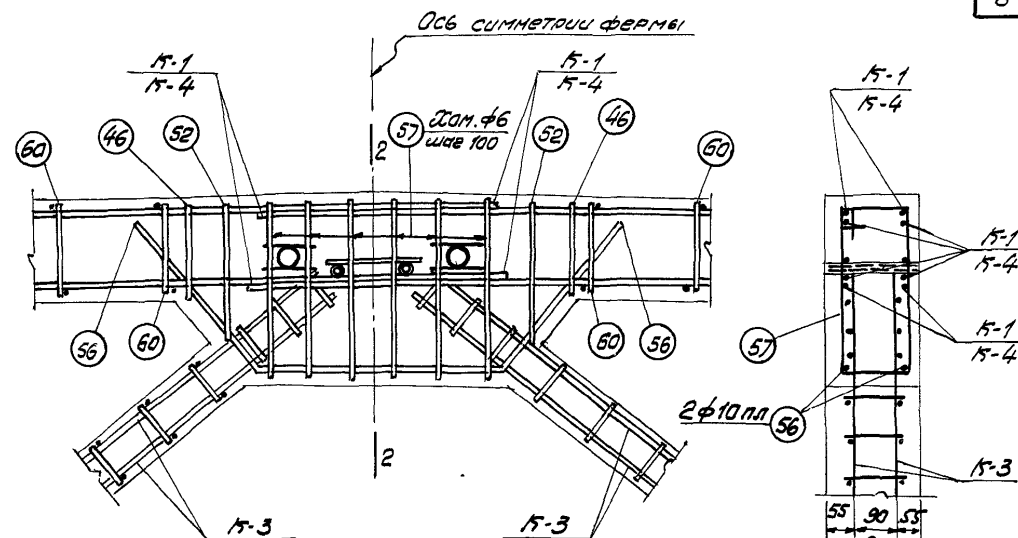 Ось симметрии фермы
К-1
К-4
К-1
К-4
К-1
К-4
57 Хом. ф6
шаг 100
60
46
52
2
52
46
60
К-1
К-4
К-1
К-4
57
56
60
60
56
2ф10пл 56
2
К-3
К-3
К-3
55 90 55